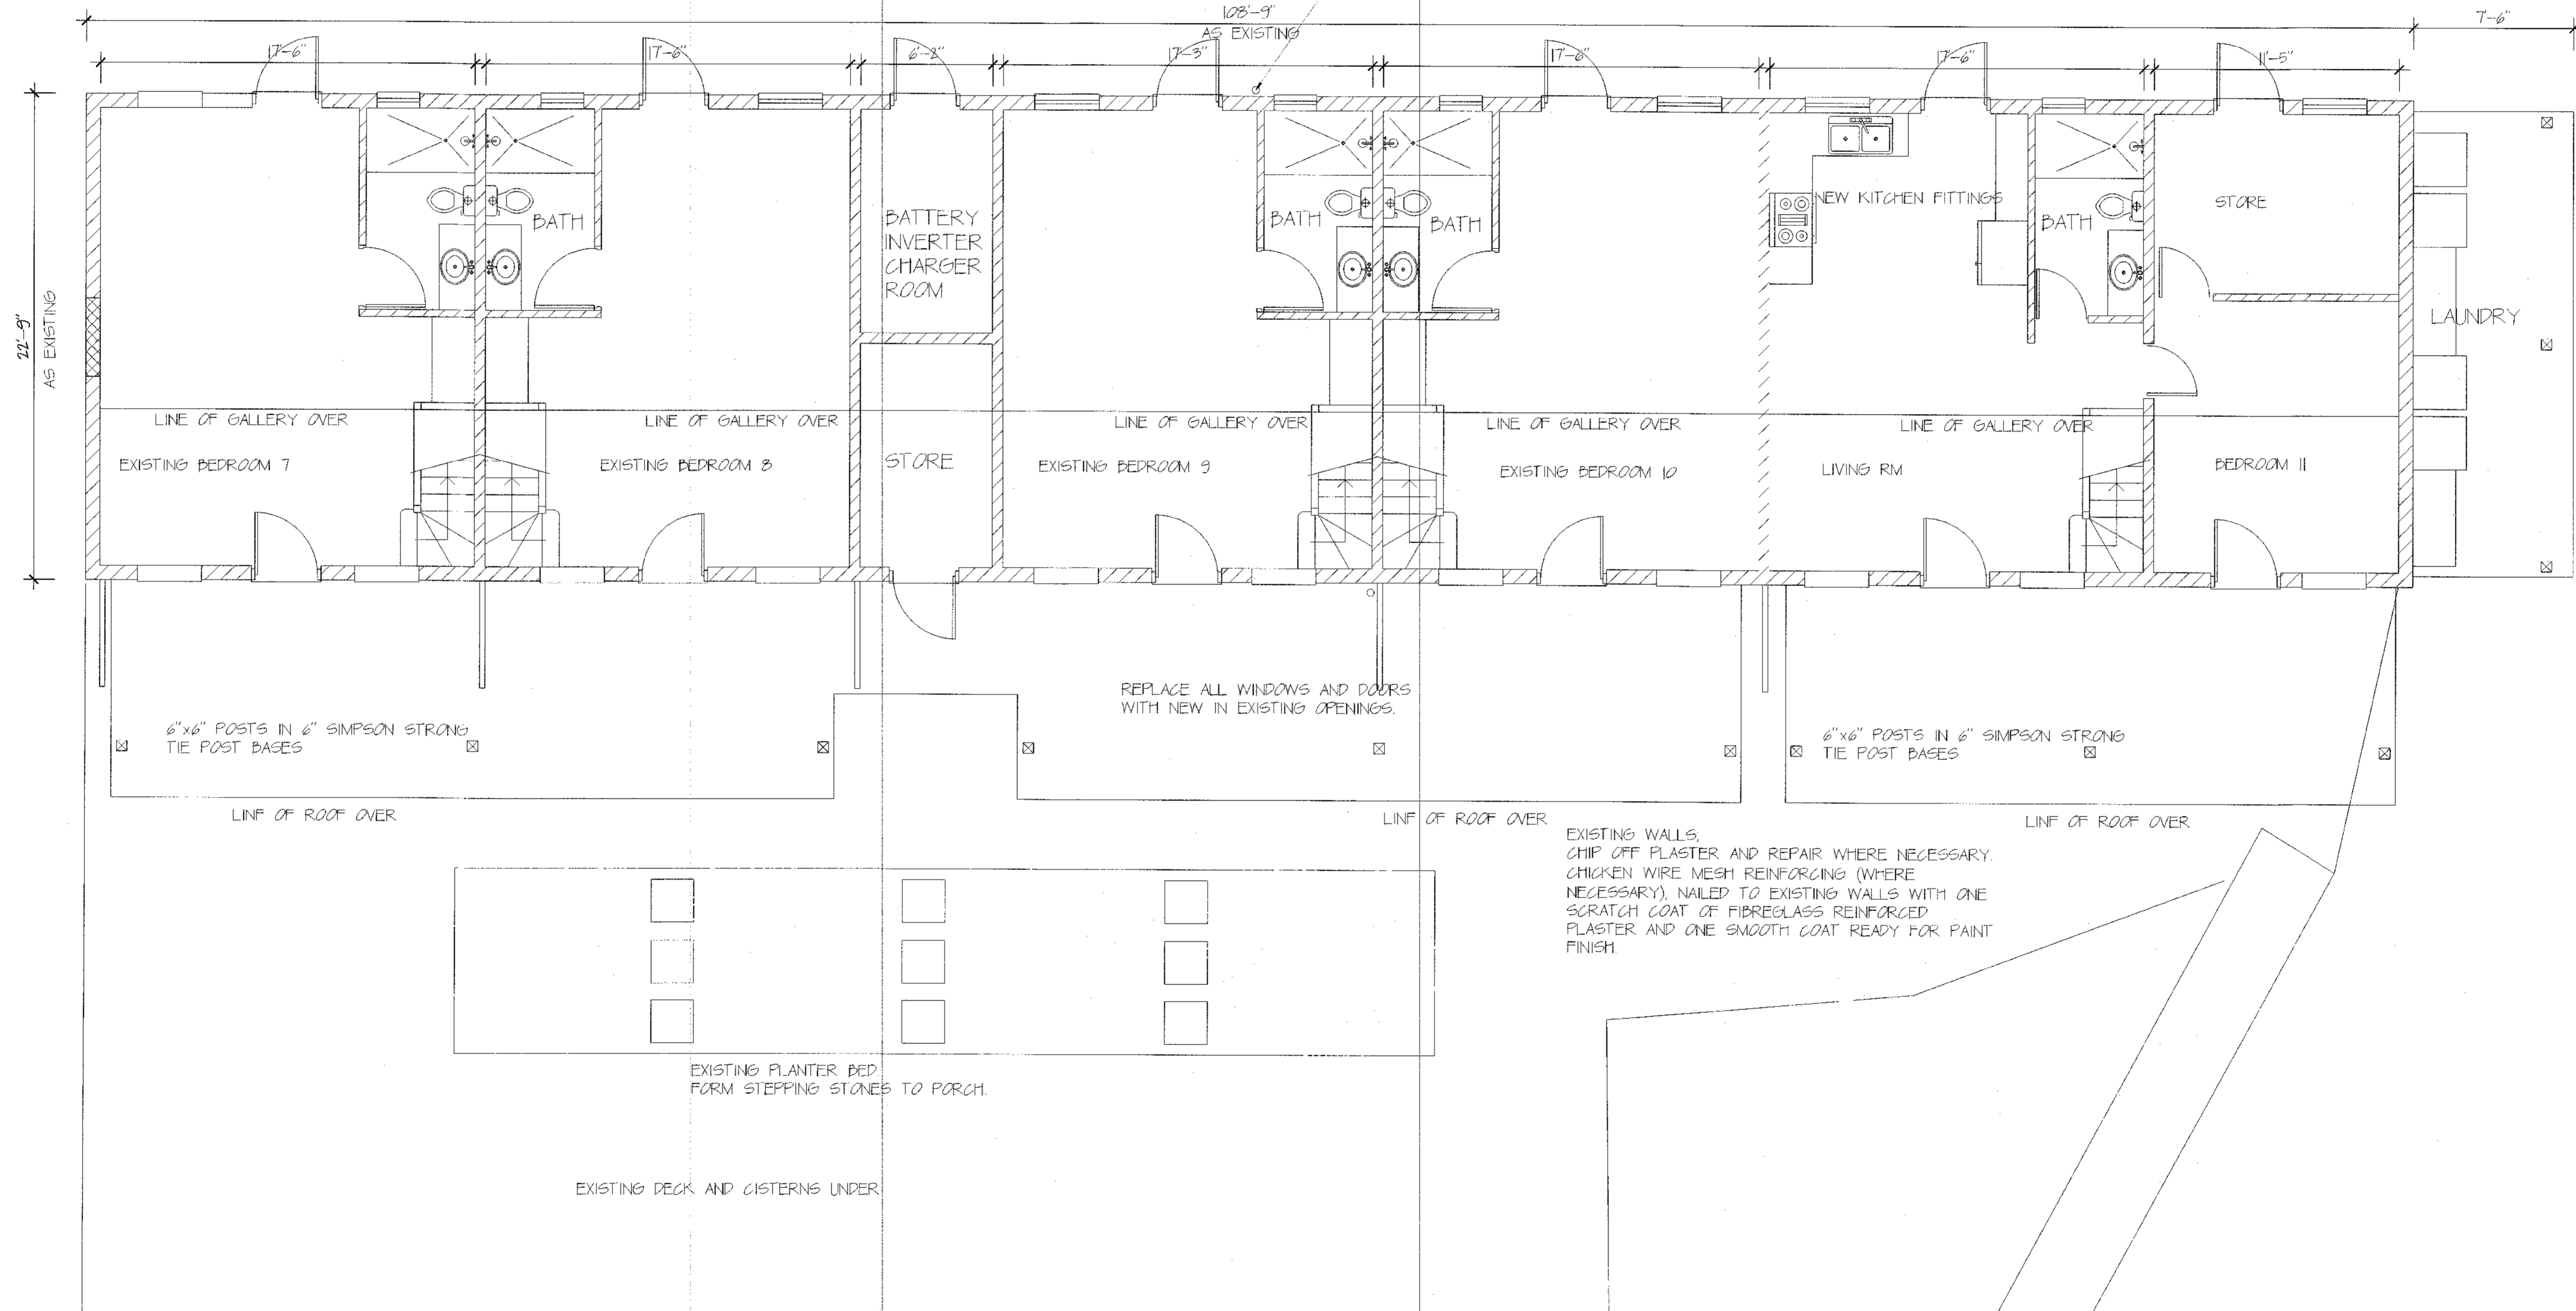 108'-9"
AS EXISTING
7'-6"
17'-6"
17'-6"
6'-8"
17'-3"
17'-6"
17'-6"
11'-5"
22'-9"
AS EXISTING
BATH
BATTERY
INVERTER
CHARGER
ROOM
BATH
BATH
NEW KITCHEN FITTINGS
BATH
STORE
LAUNDRY
LINE OF GALLERY OVER
LINE OF GALLERY OVER
LINE OF GALLERY OVER
LINE OF GALLERY OVER
LINE OF GALLERY OVER
EXISTING BEDROOM 7
EXISTING BEDROOM 8
STORE
EXISTING BEDROOM 9
EXISTING BEDROOM 10
LIVING RM
BEDROOM 11
REPLACE ALL WINDOWS AND DOORS
WITH NEW IN EXISTING OPENINGS.
6"x6" POSTS IN 6" SIMPSON STRONG
TIE POST BASES
6"x6" POSTS IN 6" SIMPSON STRONG
TIE POST BASES
LINE OF ROOF OVER
LINE OF ROOF OVER
LINE OF ROOF OVER
EXISTING WALLS;
CHIP OFF PLASTER AND REPAIR WHERE NECESSARY.
CHICKEN WIRE MESH REINFORCING (WHERE
NECESSARY), NAILED TO EXISTING WALLS WITH ONE
SCRATCH COAT OF FIBREGLASS REINFORCED
PLASTER AND ONE SMOOTH COAT READY FOR PAINT
FINISH.
EXISTING PLANTER BED.
FORM STEPPING STONES TO PORCH.
EXISTING DECK AND CISTERNS UNDER